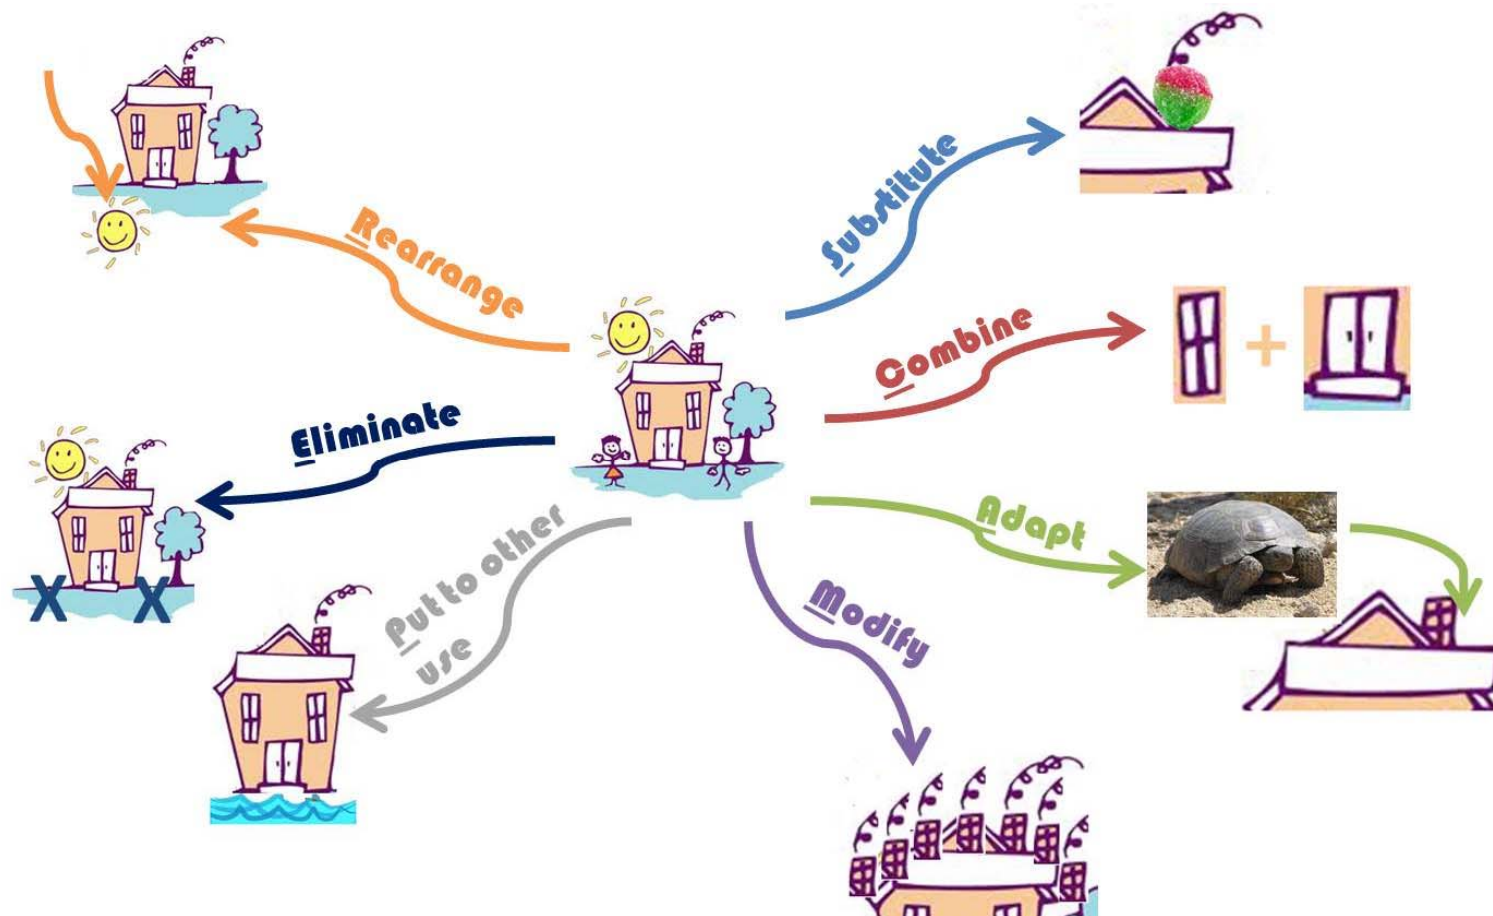 Substitute
Combine
Adapt
Modify
Put to other
use
Eliminate
Rearrange
+
X X